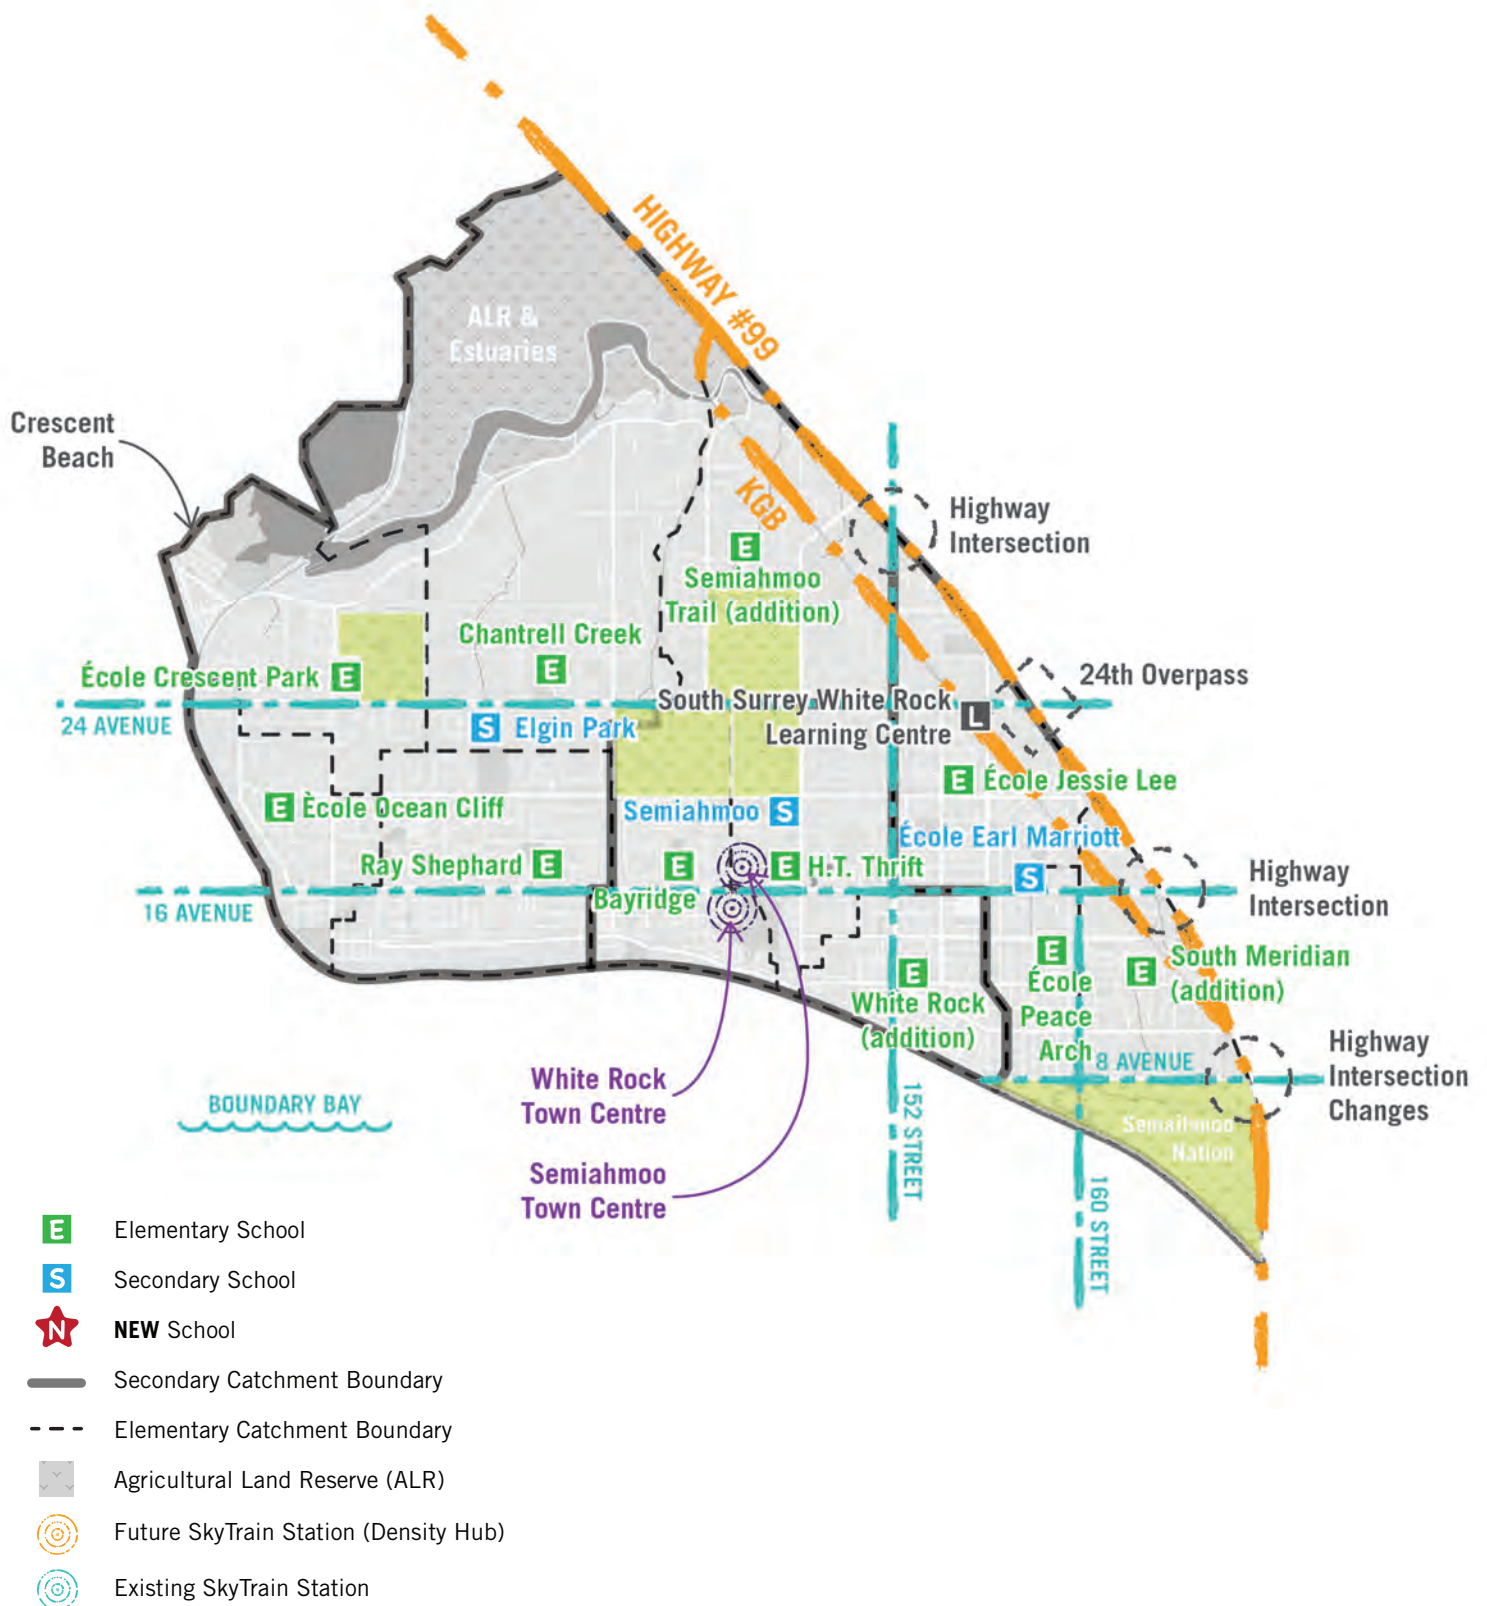 HIGHWAY #99
ALR &
Estuaries
Crescent
Beach
KGB
Highway
Intersection
E
Semiahmoo
Trail (addition)
Chantrell Creek
E
École Crescent Park E
24th Overpass
South Surrey White Rock
Learning Centre
L
24 AVENUE
S Elgin Park
E École Jessie Lee
E Ècole Ocean Cliff
Semiahmoo S
École Earl Marriott
S
Ray Shephard E
E
Bayridge
E H.T. Thrift
Highway
Intersection
16 AVENUE
E
White Rock
(addition)
E
École
Peace
Arch
E
South Meridian
(addition)
8 AVENUE
Highway
Intersection
Changes
White Rock
Town Centre
BOUNDARY BAY
152 STREET
Semiahmoo
Nation
Semiahmoo
Town Centre
160 STREET
E Elementary School
S Secondary School
N NEW School
Secondary Catchment Boundary
Elementary Catchment Boundary
Agricultural Land Reserve (ALR)
Future SkyTrain Station (Density Hub)
Existing SkyTrain Station